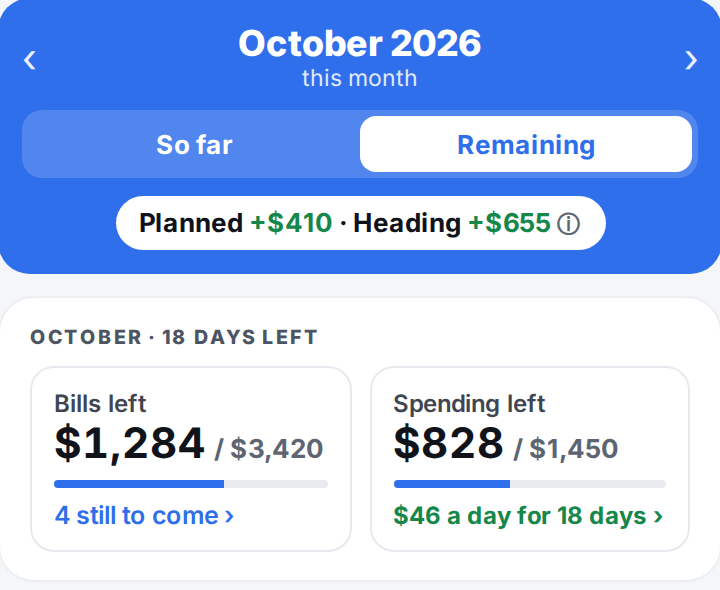 ‹ October 2026 ›
this month
So far Remaining
Planned +$410 · Heading +$655 ⓘ
OCTOBER · 18 DAYS LEFT
Bills left
$1,284 / $3,420
4 still to come ›
Spending left
$828 / $1,450
$46 a day for 18 days ›